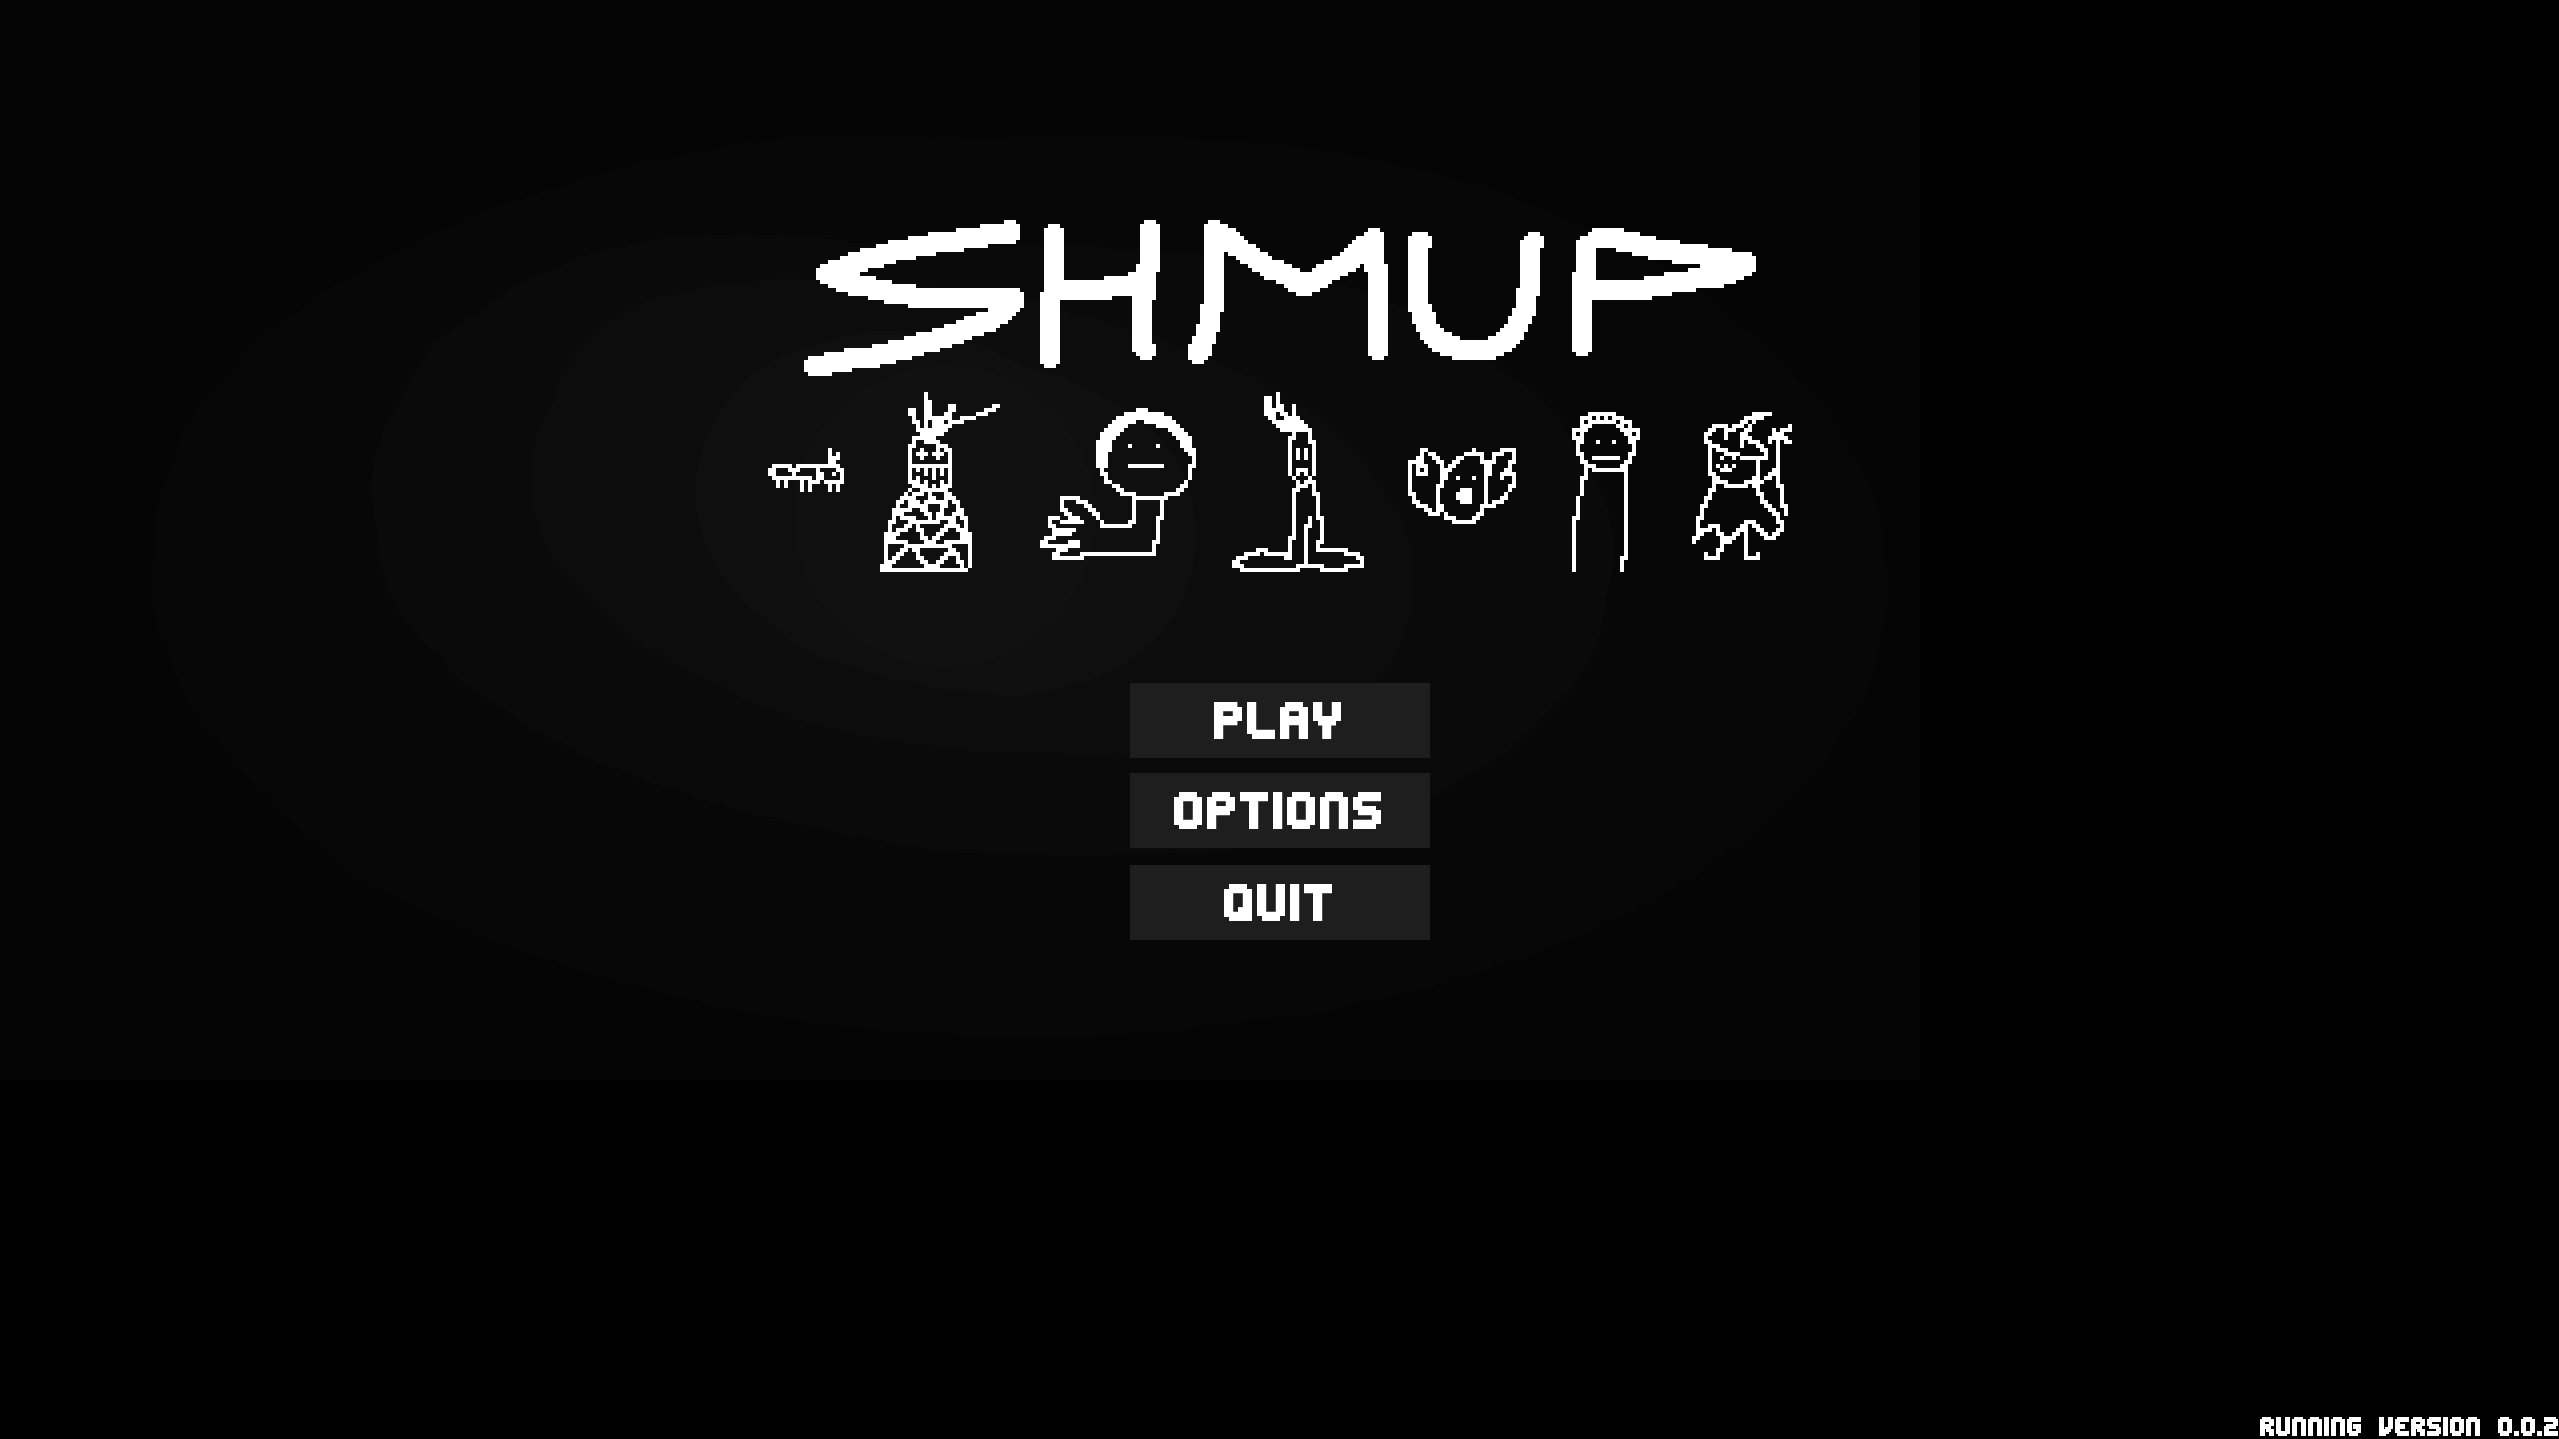 SHMUP
PLAY
OPTIONS
QUIT
RUNNING VERSION 0.0.2